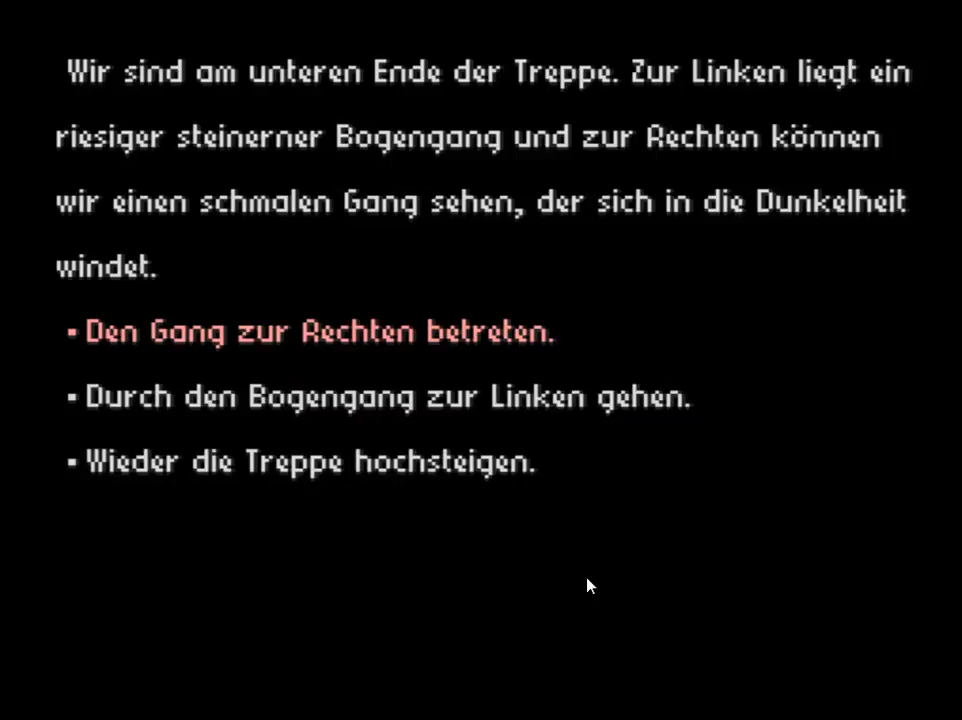 Wir sind am unteren Ende der Treppe. Zur Linken liegt ein
riesiger steinerner Bogengang und zur Rechten können
wir einen schmalen Gang sehen, der sich in die Dunkelheit
windet.
▪ Den Gang zur Rechten betreten.
▪ Durch den Bogengang zur Linken gehen.
▪ Wieder die Treppe hochsteigen.